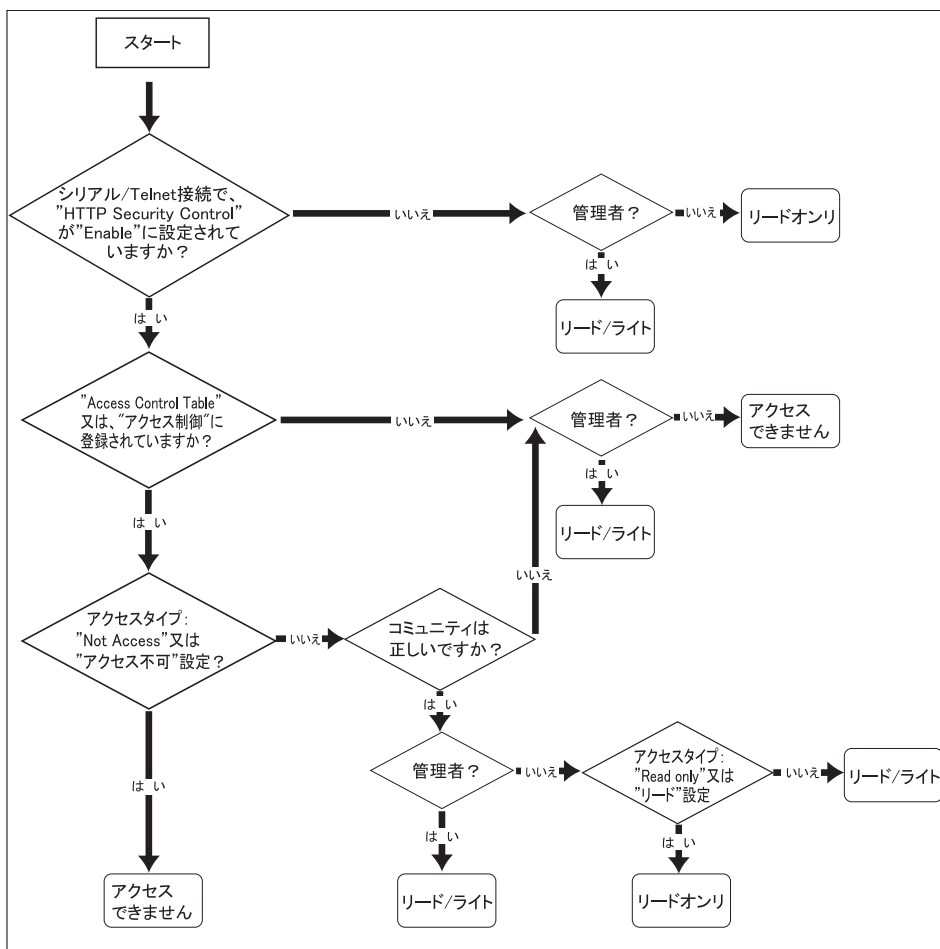 スタート
シリアル/Telnet接続で、
"HTTP Security Control"
が"Enable"に設定されて
いますか？
いいえ
管理者？
いいえ
リードオンリ
はい
リード/ライト
はい
"Access Control Table"
又は、"アクセス制御"に
登録されていますか？
いいえ
管理者？
いいえ
アクセス
できません
はい
リード/ライト
はい
アクセスタイプ：
"Not Access"又は
"アクセス不可"設定？
いいえ
コミュニティは
正しいですか？
いいえ
はい
管理者？
いいえ
アクセスタイプ：
"Read only"又は
"リード"設定
いいえ
リード/ライト
はい
はい
はい
アクセス
できません
リード/ライト
リードオンリ